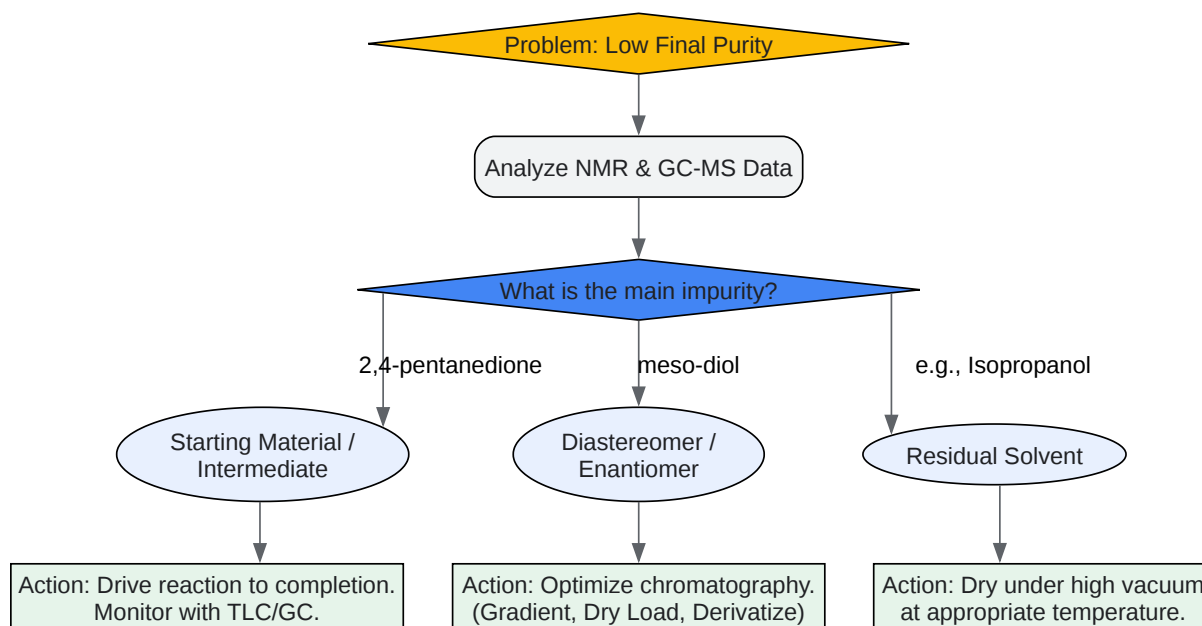 Problem: Low Final Purity
Analyze NMR & GC-MS Data
What is the main impurity?
2,4-pentanedione
meso-diol
e.g., Isopropanol
Starting Material /
Intermediate
Diastereomer /
Enantiomer
Residual Solvent
Action: Drive reaction to completion.
Monitor with TLC/GC.
Action: Optimize chromatography.
(Gradient, Dry Load, Derivatize)
Action: Dry under high vacuum
at appropriate temperature.